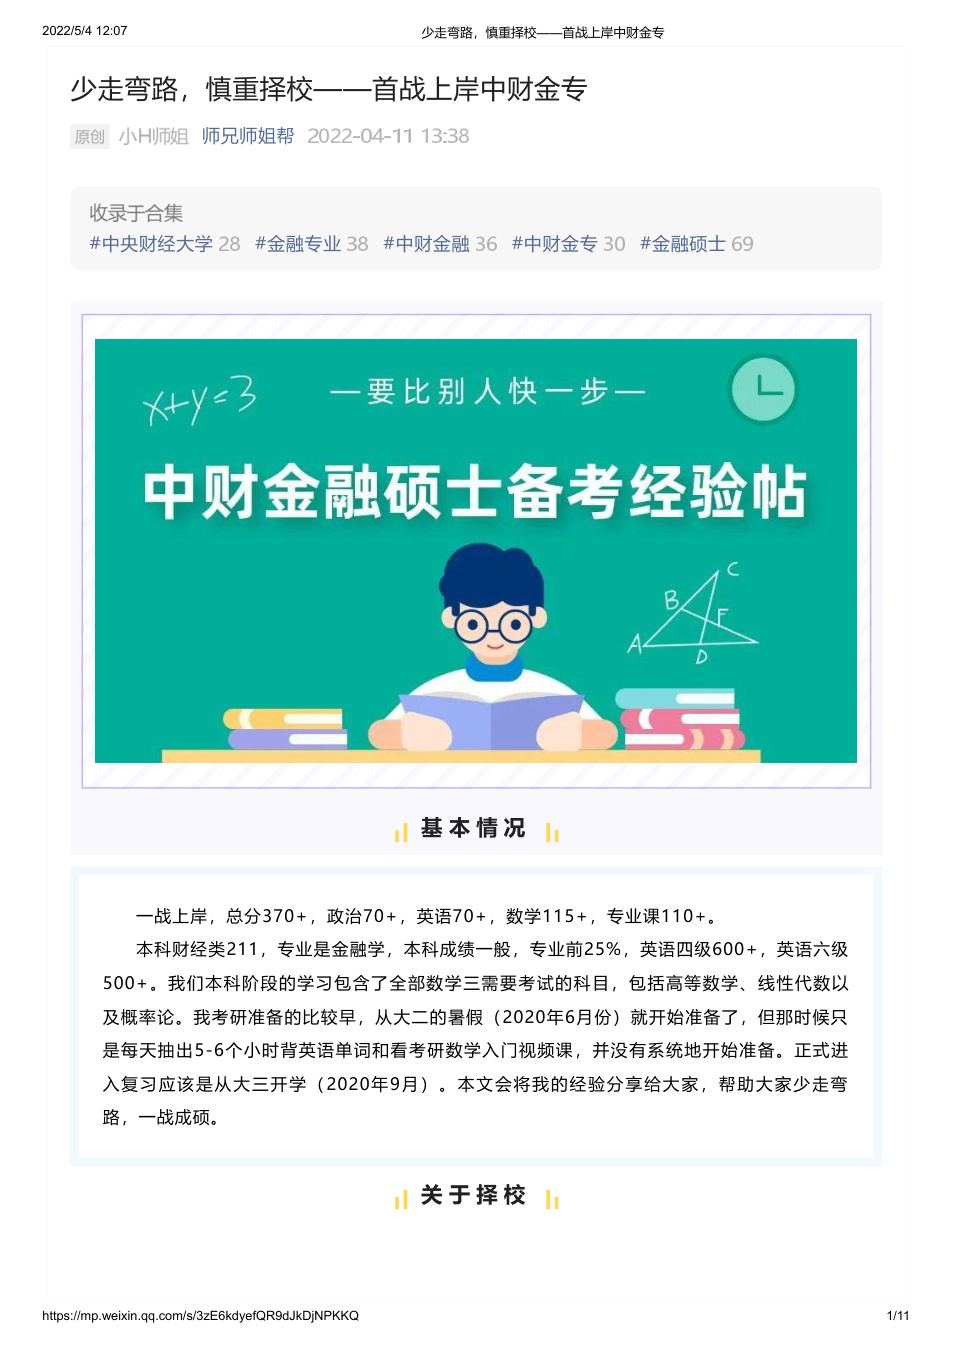 2022/5/4 12:07
少走弯路，慎重择校——首战上岸中财金专
少走弯路，慎重择校——首战上岸中财金专
原创 小H师姐 师兄师姐帮 2022-04-11 13:38
收录于合集
#中央财经大学 28 #金融专业 38 #中财金融 36 #中财金专 30 #金融硕士 69
x+y=3
—要比别人快一步—
中财金融硕士备考经验帖
C
B
F
A
D
基本情况
一战上岸，总分370+，政治70+，英语70+，数学115+，专业课110+。
本科财经类211，专业是金融学，本科成绩一般，专业前25%，英语四级600+，英语六级
500+。我们本科阶段的学习包含了全部数学三需要考试的科目，包括高等数学、线性代数以
及概率论。我考研准备的比较早，从大二的暑假（2020年6月份）就开始准备了，但那时候只
是每天抽出5-6个小时背英语单词和看考研数学入门视频课，并没有系统地开始准备。正式进
入复习应该是从大三开学（2020年9月）。本文会将我的经验分享给大家，帮助大家少走弯
路，一战成硕。
关于择校
https://mp.weixin.qq.com/s/3zE6kdyefQR9dJkDjNPKKQ
1/11